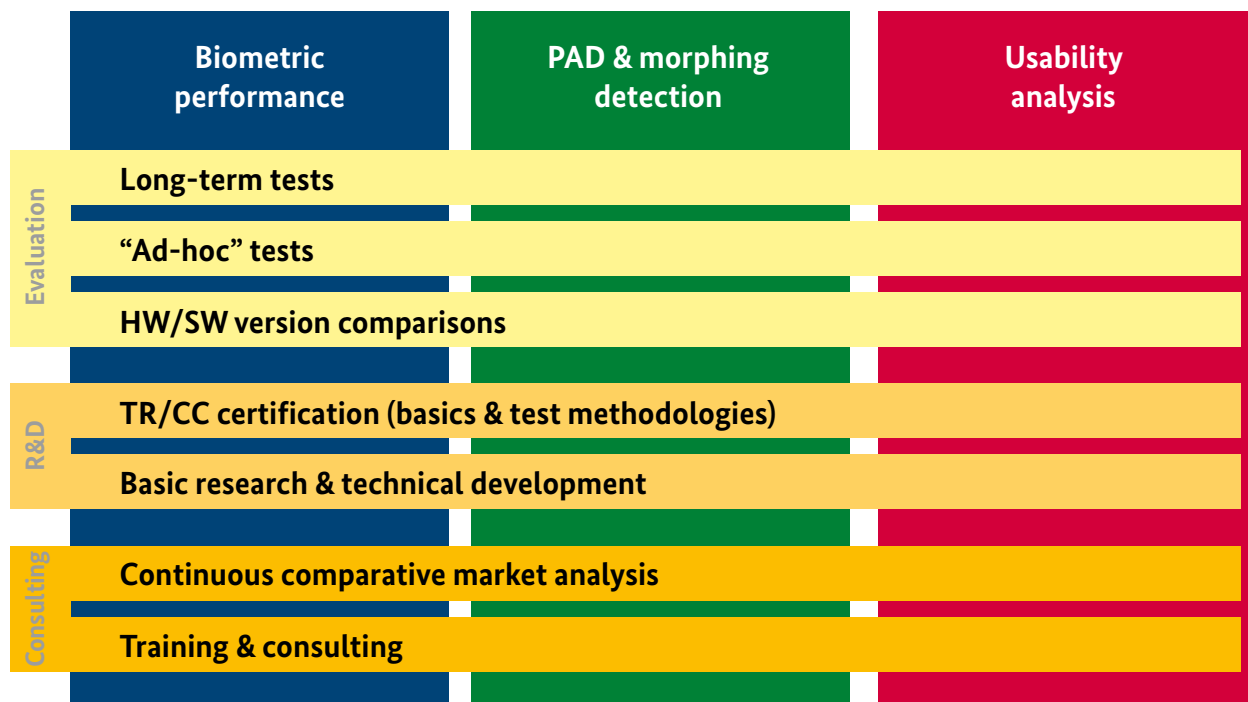 Biometric
performance
PAD & morphing
detection
Usability
analysis
Evaluation
Long-term tests
“Ad-hoc” tests
HW/SW version comparisons
R&D
TR/CC certification (basics & test methodologies)
Basic research & technical development
Consulting
Continuous comparative market analysis
Training & consulting